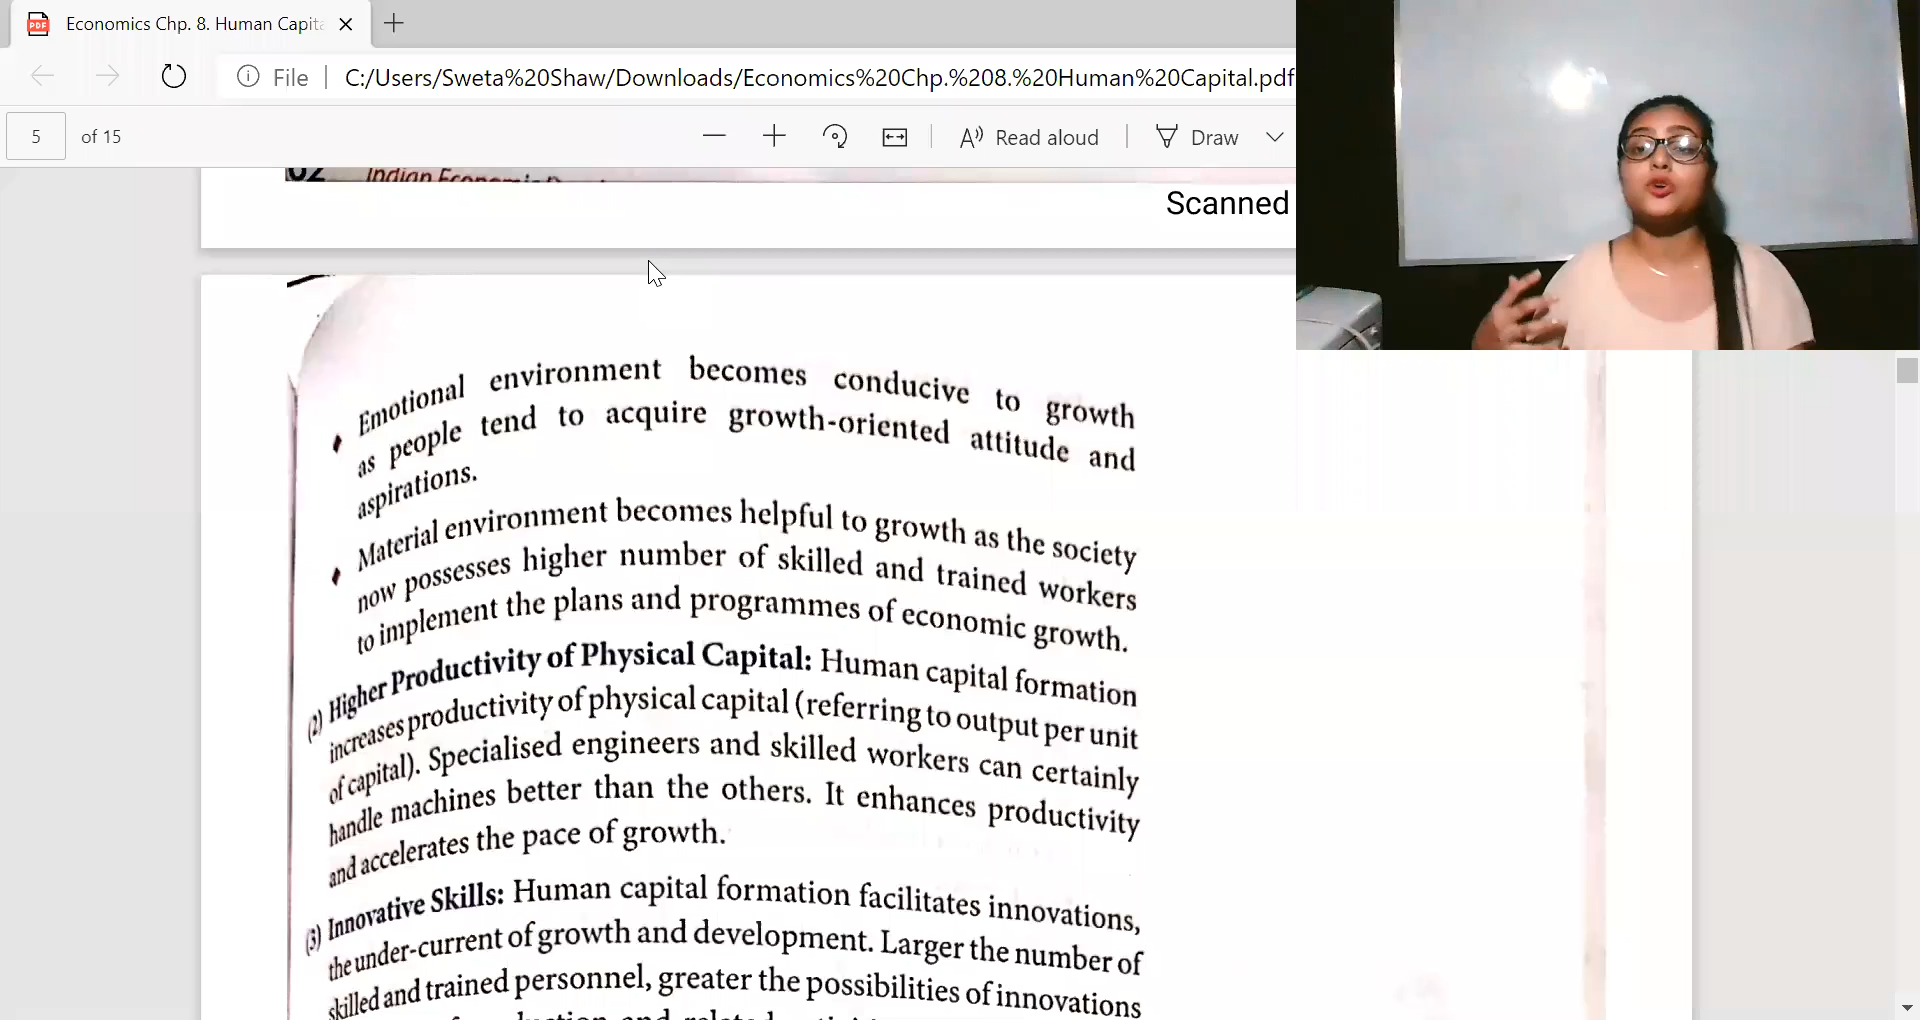 Economics Chp. 8. Human Capita
File
C:/Users/Sweta%20Shaw/Downloads/Economics%20Chp.%208.%20Human%20Capital.pdf
5 of 15
Read aloud
Draw
Scanned
Emotional environment becomes conducive to growth
as people tend to acquire growth-oriented attitude and
aspirations.
Material environment becomes helpful to growth as the society
now possesses higher number of skilled and trained workers
to implement the plans and programmes of economic growth.
(2) Higher Productivity of Physical Capital: Human capital formation
increases productivity of physical capital (referring to output per unit
of capital). Specialised engineers and skilled workers can certainly
handle machines better than the others. It enhances productivity
and accelerates the pace of growth.
(3) Innovative Skills: Human capital formation facilitates innovations,
the under-current of growth and development. Larger the number of
skilled and trained personnel, greater the possibilities of innovations